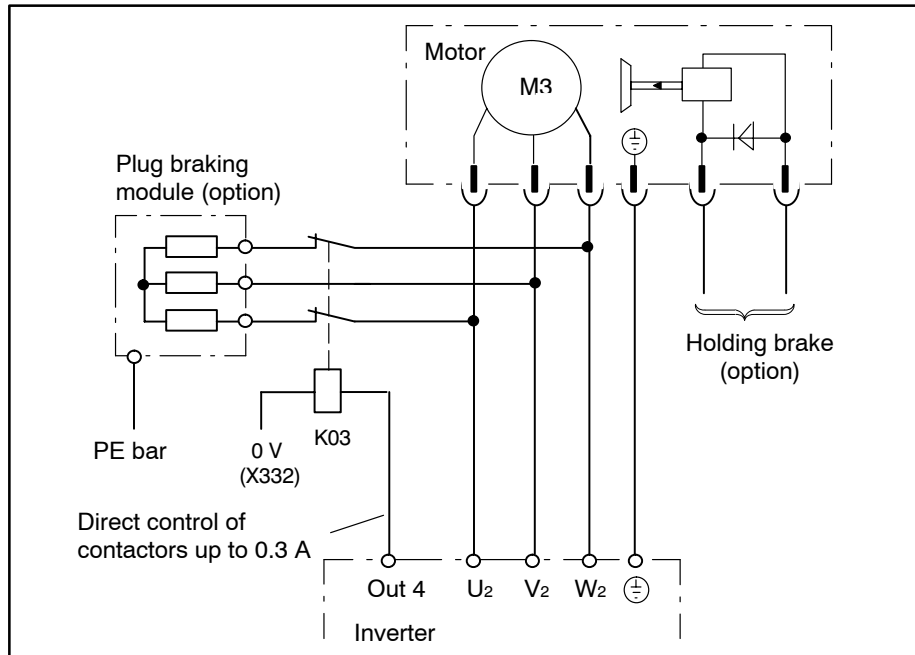 Motor
M3
Plug braking
module (option)
Holding brake
(option)
PE bar
0 V
(X332)
K03
Direct control of
contactors up to 0.3 A
Out 4
U2
V2
W2
Inverter